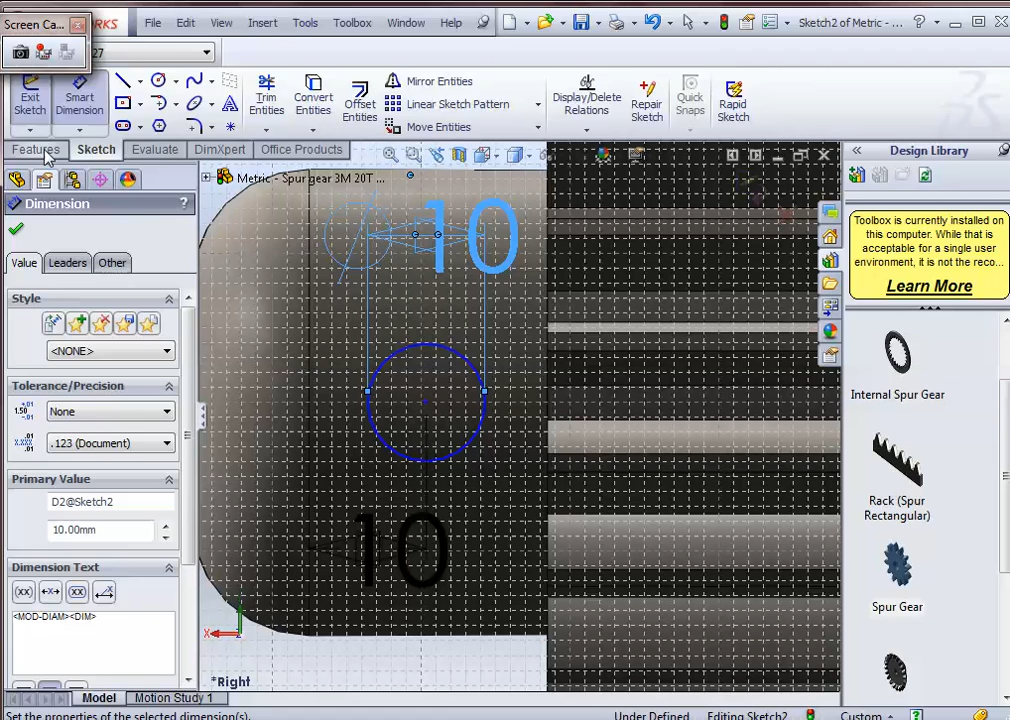 Screen Ca...
RKS
File Edit View Insert Tools Toolbox Window Help
Sketch2 of Metric - ...
?
27
Exit Sketch
Smart Dimension
Trim Entities
Convert Entities
Offset Entities
Mirror Entities
Linear Sketch Pattern
Move Entities
Display/Delete Relations
Repair Sketch
Quick Snaps
Rapid Sketch
Features Sketch Evaluate DimXpert Office Products
Design Library
Metric - Spur gear 3M 20T ...
Dimension ?
Value Leaders Other
Style
<NONE>
Tolerance/Precision
None
.123 (Document)
Primary Value
D2@Sketch2
10.00mm
Dimension Text
(xx)
<MOD-DIAM><DIM>
10
10
X
*Right
Toolbox is currently installed on
this computer. While that is
acceptable for a single user
environment, it is not the reco...
Learn More
Internal Spur Gear
Rack (Spur
Rectangular)
Spur Gear
Model Motion Study 1
Set the properties of the selected dimension(s).
Under Defined Editing Sketch2 Custom ?